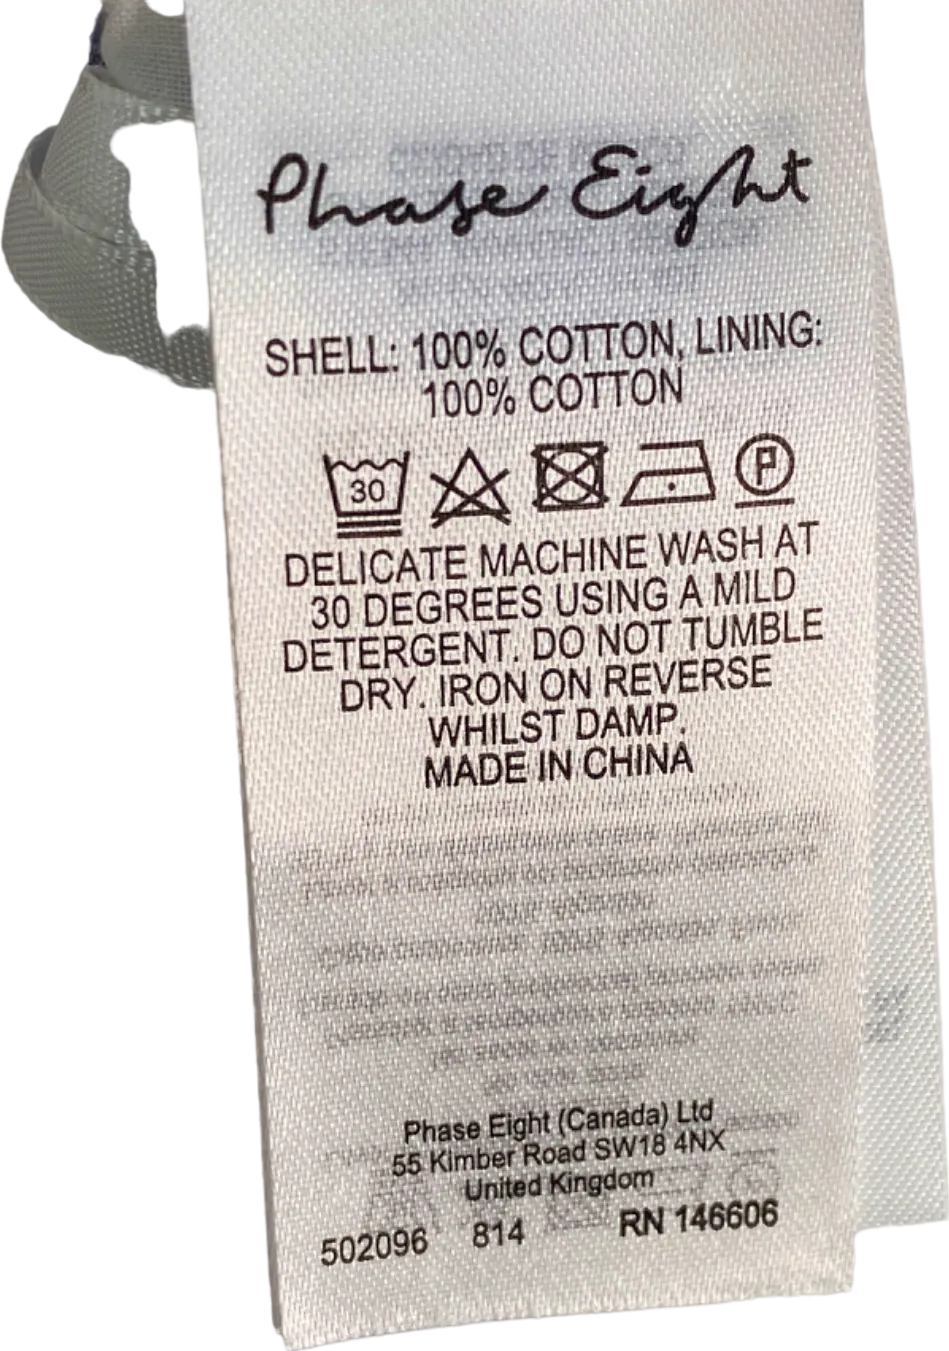 Phase Eight
SHELL: 100% COTTON, LINING:
100% COTTON
30 P
DELICATE MACHINE WASH AT
30 DEGREES USING A MILD
DETERGENT. DO NOT TUMBLE
DRY. IRON ON REVERSE
WHILST DAMP.
MADE IN CHINA
Phase Eight (Canada) Ltd
55 Kimber Road SW18 4NX
United Kingdom
502096 814 RN 146606